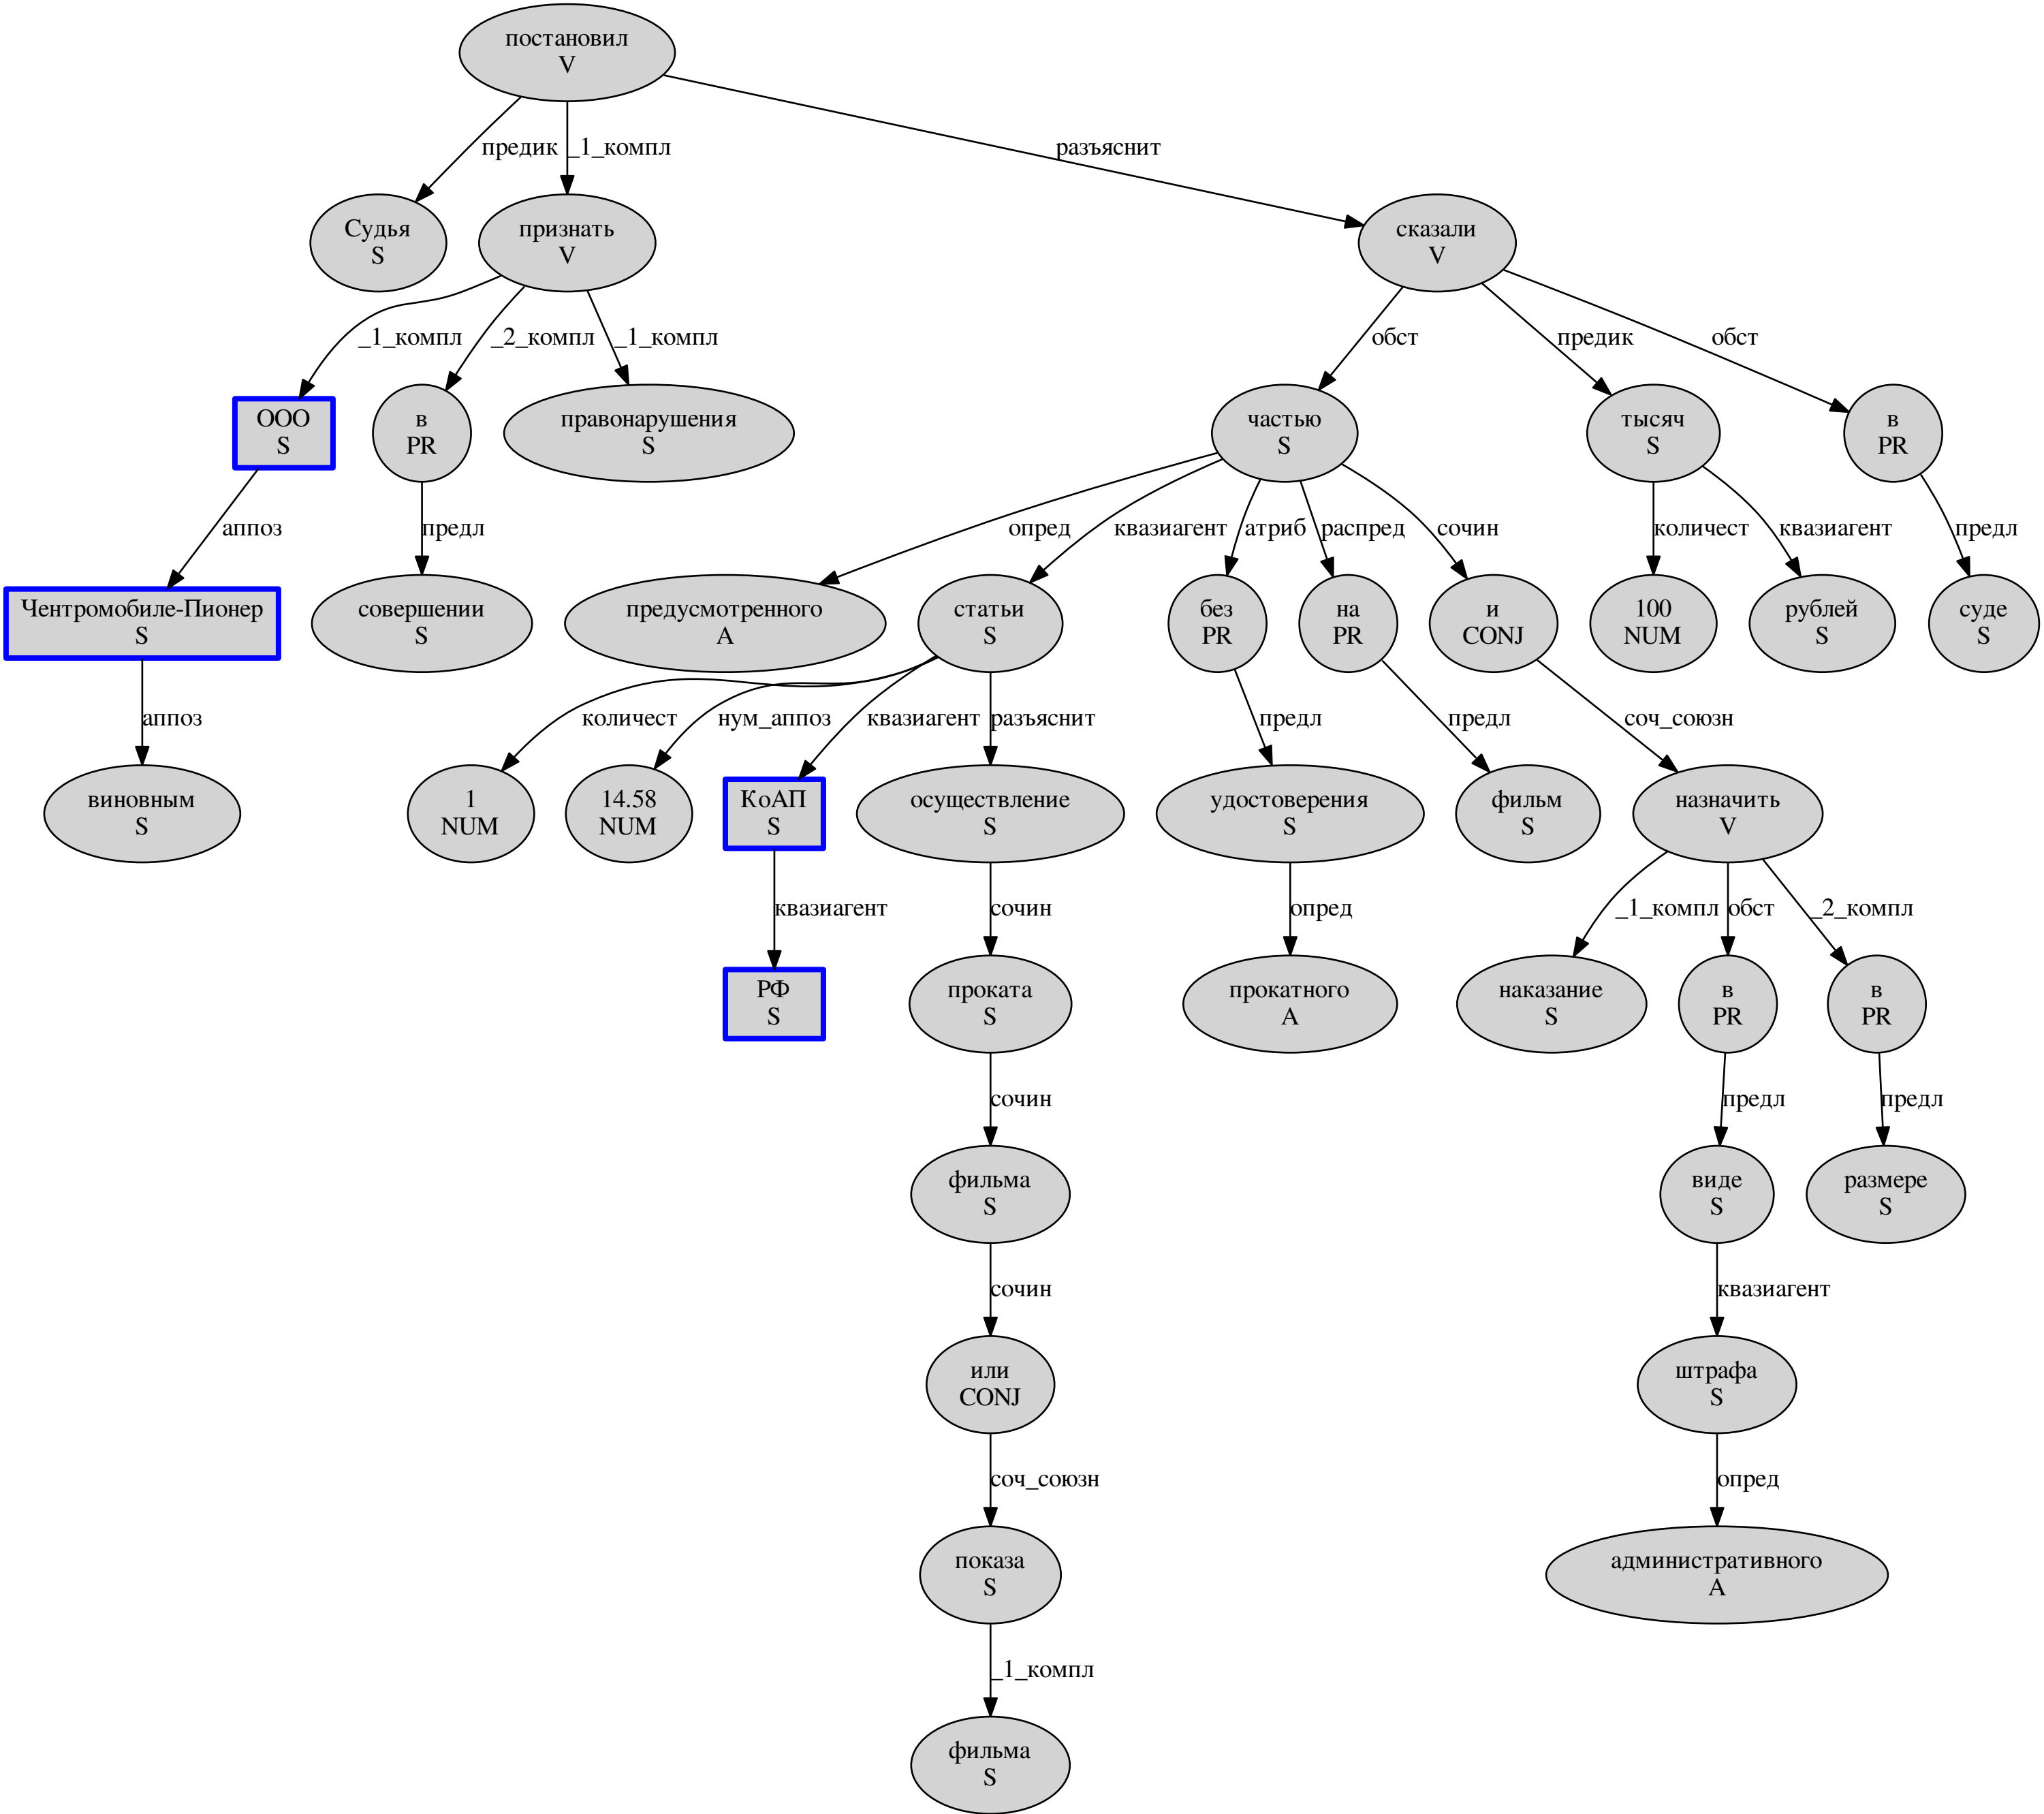 постановил
V
предик
_1_компл
разъяснит
Судья
S
признать
V
сказали
V
_1_компл
_2_компл
_1_компл
обст
предик
обст
ООО
S
в
PR
правонарушения
S
частью
S
тысяч
S
в
PR
аппоз
предл
опред
квазиагент
атриб
распред
сочин
количест
квазиагент
предл
Чентромобиле-Пионер
S
совершении
S
предусмотренного
A
статьи
S
без
PR
на
PR
и
CONJ
100
NUM
рублей
S
суде
S
аппоз
количест
нум_аппоз
квазиагент
разъяснит
предл
предл
соч_союзн
виновным
S
1
NUM
14.58
NUM
КоАП
S
осуществление
S
удостоверения
S
фильм
S
назначить
V
квазиагент
сочин
опред
_1_компл
обст
_2_компл
РФ
S
проката
S
прокатного
A
наказание
S
в
PR
в
PR
сочин
предл
предл
фильма
S
виде
S
размере
S
сочин
квазиагент
или
CONJ
штрафа
S
соч_союзн
опред
показа
S
административного
A
_1_компл
фильма
S